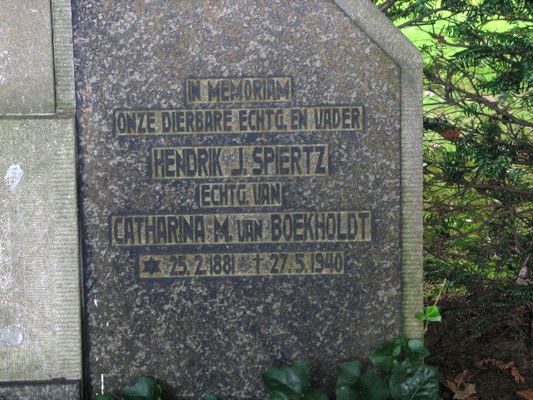 IN MEMORIAM
ONZE DIERBARE ECHTG. EN VADER
HENDRIK J. SPIERTZ
ECHTG. VAN
CATHARINA M. VAN BOEKHOLDT
✶ 25.2.1881 ✝ 27.5.1940